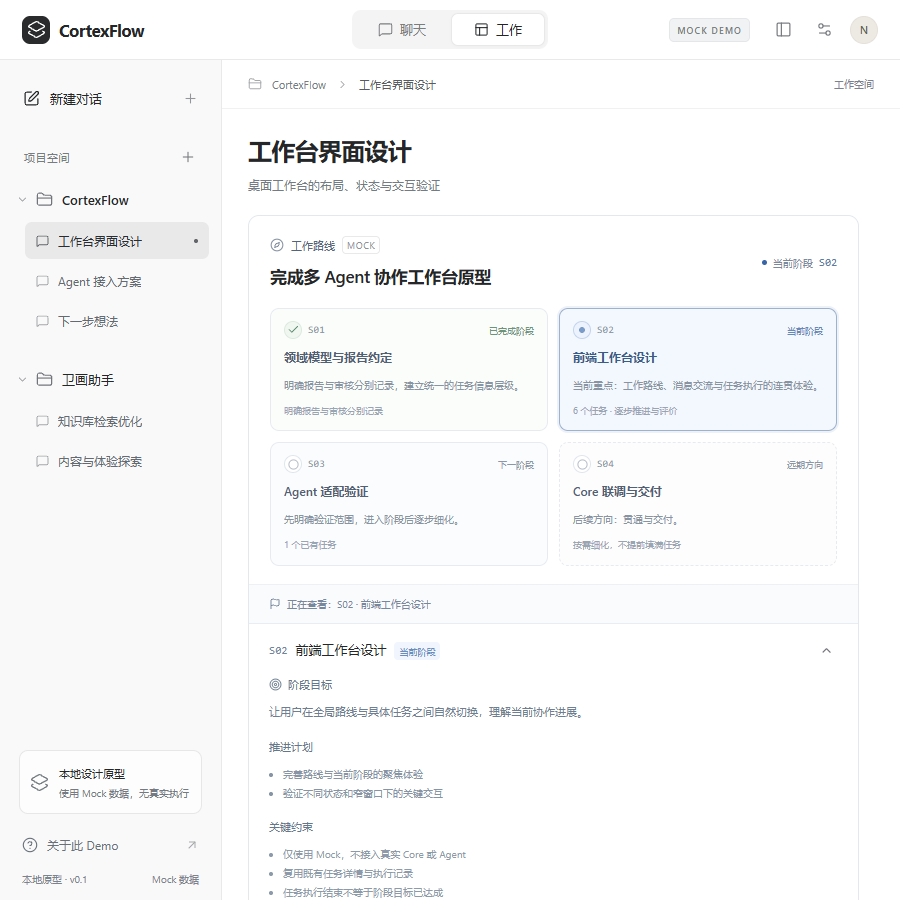 CortexFlow
聊天
工作
MOCK DEMO
N
新建对话
项目空间
CortexFlow
工作台界面设计
Agent 接入方案
下一步想法
卫画助手
知识库检索优化
内容与体验探索
本地设计原型
使用 Mock 数据，无真实执行
关于此 Demo
本地原型 · v0.1
Mock 数据
CortexFlow
工作台界面设计
工作空间
工作台界面设计
桌面工作台的布局、状态与交互验证
工作路线
MOCK
完成多 Agent 协作工作台原型
当前阶段 S02
S01
已完成阶段
领域模型与报告约定
明确报告与审核分别记录，建立统一的任务信息层级。
明确报告与审核分别记录
S02
当前阶段
前端工作台设计
当前重点：工作路线、消息交流与任务执行的连贯体验。
6 个任务 · 逐步推进与评价
S03
下一阶段
Agent 适配验证
先明确验证范围，进入阶段后逐步细化。
1 个已有任务
S04
远期方向
Core 联调与交付
后续方向：贯通与交付。
按需细化，不提前填满任务
正在查看：S02 · 前端工作台设计
S02 前端工作台设计 当前阶段
阶段目标
让用户在全局路线与具体任务之间自然切换，理解当前协作进展。
推进计划
完善路线与当前阶段的聚焦体验
验证不同状态和窄窗口下的关键交互
关键约束
仅使用 Mock，不接入真实 Core 或 Agent
复用既有任务详情与执行记录
任务执行结束不等于阶段目标已达成